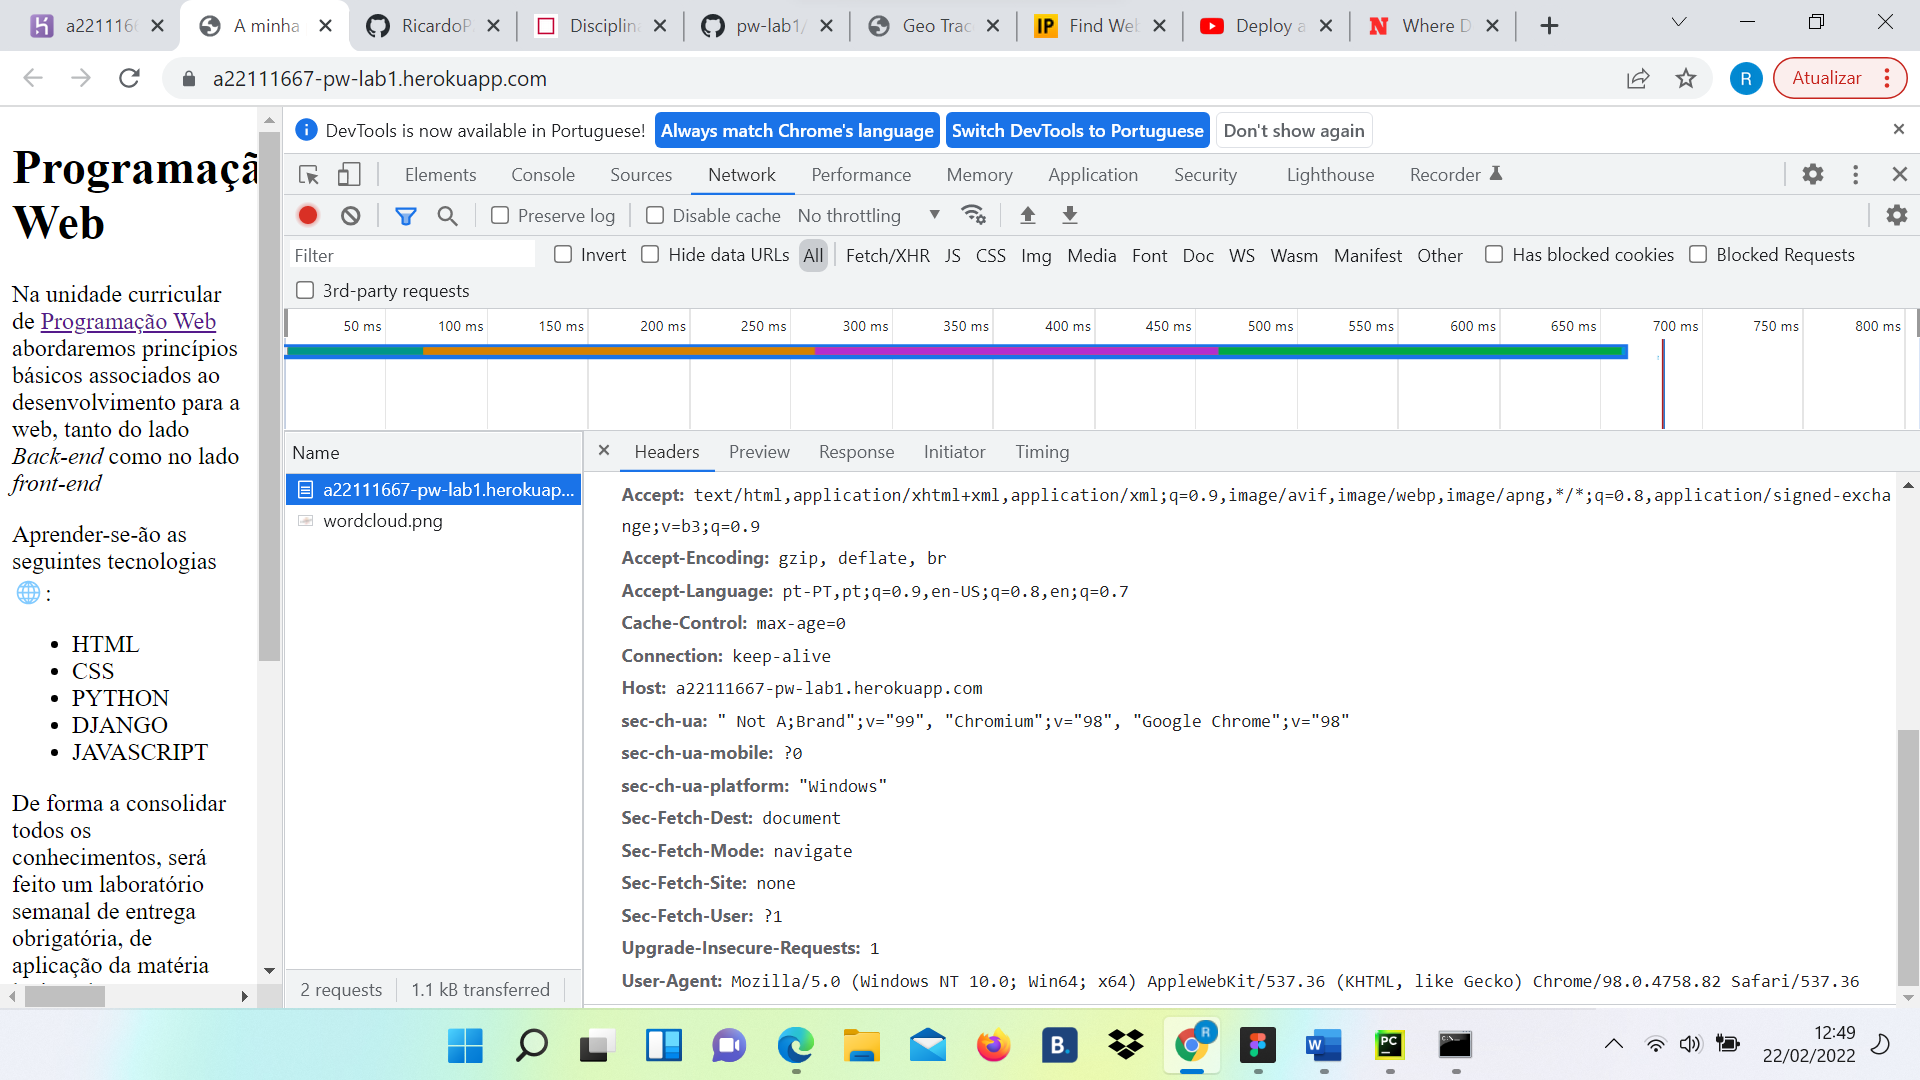 a2211166
A minha
RicardoP
Disciplina
pw-lab1/
Geo Trac
IP
Find Web
Deploy a
Where D
a22111667-pw-lab1.herokuapp.com
R
Atualizar
DevTools is now available in Portuguese!
Always match Chrome's language
Switch DevTools to Portuguese
Don't show again
Elements
Console
Sources
Network
Performance
Memory
Application
Security
Lighthouse
Recorder
Preserve log
Disable cache
No throttling
Filter
Invert
Hide data URLs
All
Fetch/XHR
JS
CSS
Img
Media
Font
Doc
WS
Wasm
Manifest
Other
Has blocked cookies
Blocked Requests
3rd-party requests
50 ms
100 ms
150 ms
200 ms
250 ms
300 ms
350 ms
400 ms
450 ms
500 ms
550 ms
600 ms
650 ms
700 ms
750 ms
800 ms
Programaçã
Web
Na unidade curricular
de Programação Web
abordaremos princípios
básicos associados ao
desenvolvimento para a
web, tanto do lado
Back-end como no lado
front-end
Aprender-se-ão as
seguintes tecnologias
:
• HTML
• CSS
• PYTHON
• DJANGO
• JAVASCRIPT
De forma a consolidar
todos os
conhecimentos, será
feito um laboratório
semanal de entrega
obrigatória, de
aplicação da matéria
Name
a22111667-pw-lab1.herokuap...
wordcloud.png
2 requests
1.1 kB transferred
Headers
Preview
Response
Initiator
Timing
Accept: text/html,application/xhtml+xml,application/xml;q=0.9,image/avif,image/webp,image/apng,*/*;q=0.8,application/signed-excha
nge;v=b3;q=0.9
Accept-Encoding: gzip, deflate, br
Accept-Language: pt-PT,pt;q=0.9,en-US;q=0.8,en;q=0.7
Cache-Control: max-age=0
Connection: keep-alive
Host: a22111667-pw-lab1.herokuapp.com
sec-ch-ua: " Not A;Brand";v="99", "Chromium";v="98", "Google Chrome";v="98"
sec-ch-ua-mobile: ?0
sec-ch-ua-platform: "Windows"
Sec-Fetch-Dest: document
Sec-Fetch-Mode: navigate
Sec-Fetch-Site: none
Sec-Fetch-User: ?1
Upgrade-Insecure-Requests: 1
User-Agent: Mozilla/5.0 (Windows NT 10.0; Win64; x64) AppleWebKit/537.36 (KHTML, like Gecko) Chrome/98.0.4758.82 Safari/537.36
B.
R
W
PC
12:49
22/02/2022